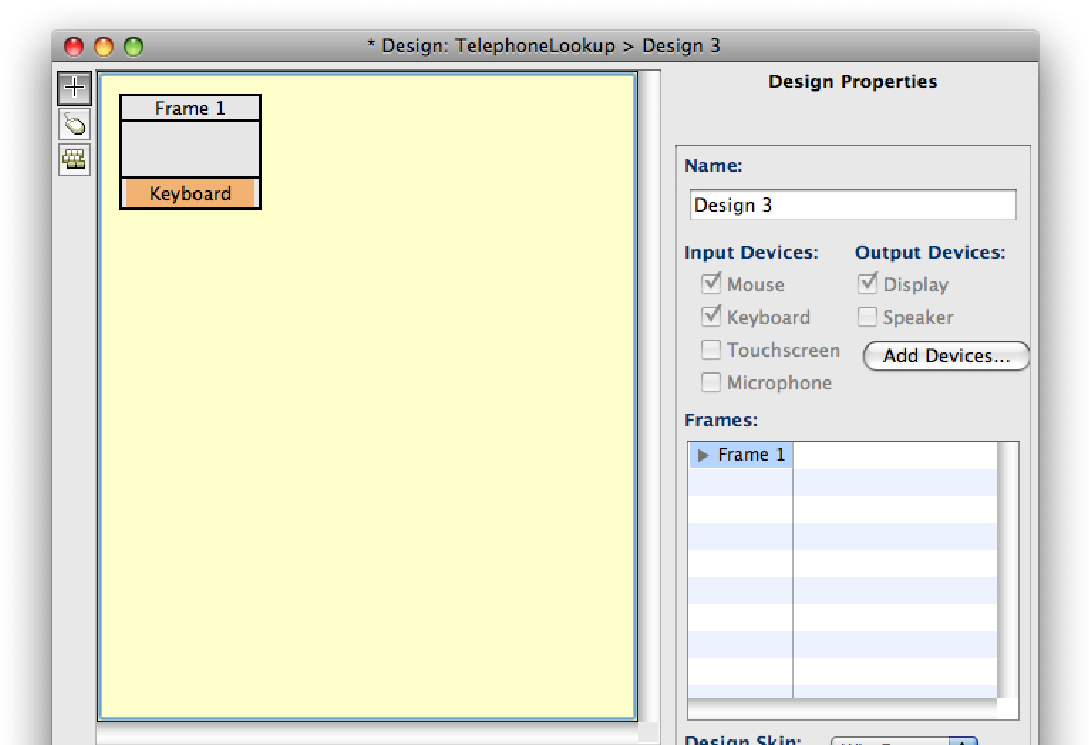 * Design: TelephoneLookup > Design 3
Frame 1
Keyboard
Design Properties
Name:
Design 3
Input Devices:
Output Devices:
Mouse
Display
Keyboard
Speaker
Touchscreen
Add Devices...
Microphone
Frames:
Frame 1
Design Skin: